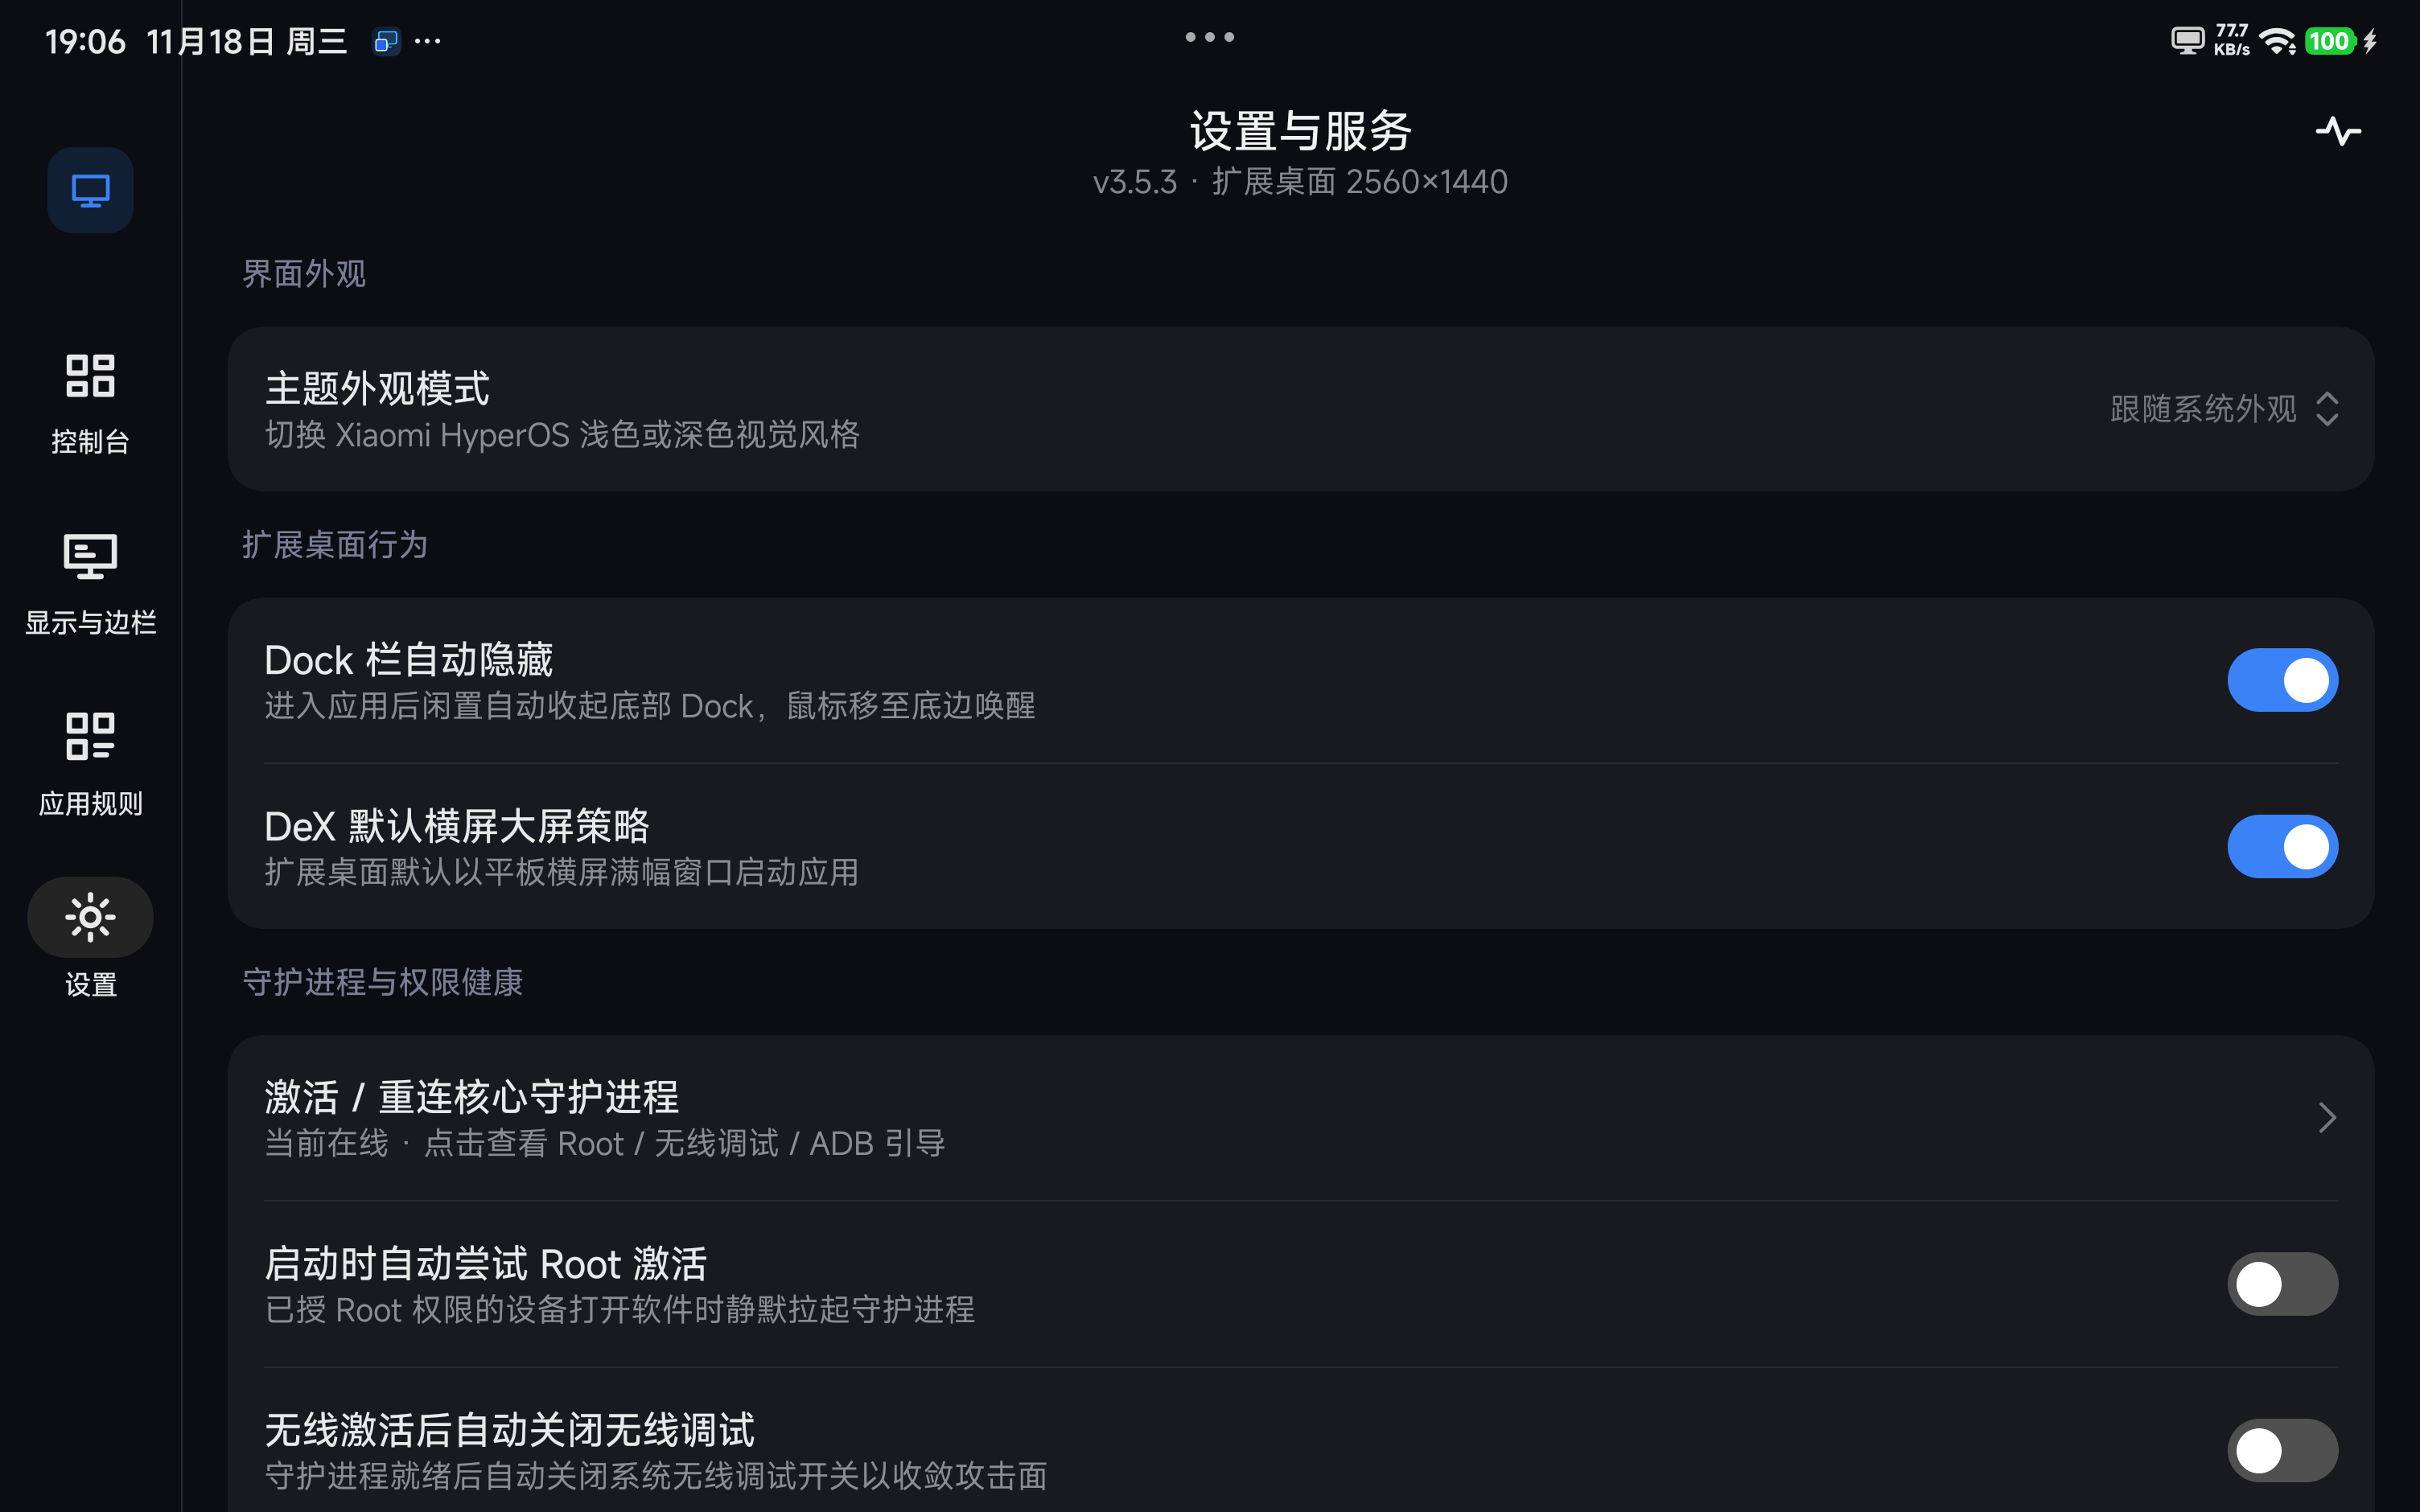 19:06 11月18日 周三
77.7 KB/s
100
设置与服务
v3.5.3 · 扩展桌面 2560×1440
控制台
显示与边栏
应用规则
设置
界面外观
主题外观模式
切换 Xiaomi HyperOS 浅色或深色视觉风格
跟随系统外观
扩展桌面行为
Dock 栏自动隐藏
进入应用后闲置自动收起底部 Dock，鼠标移至底边唤醒
DeX 默认横屏大屏策略
扩展桌面默认以平板横屏满幅窗口启动应用
守护进程与权限健康
激活 / 重连核心守护进程
当前在线 · 点击查看 Root / 无线调试 / ADB 引导
启动时自动尝试 Root 激活
已授 Root 权限的设备打开软件时静默拉起守护进程
无线激活后自动关闭无线调试
守护进程就绪后自动关闭系统无线调试开关以收敛攻击面